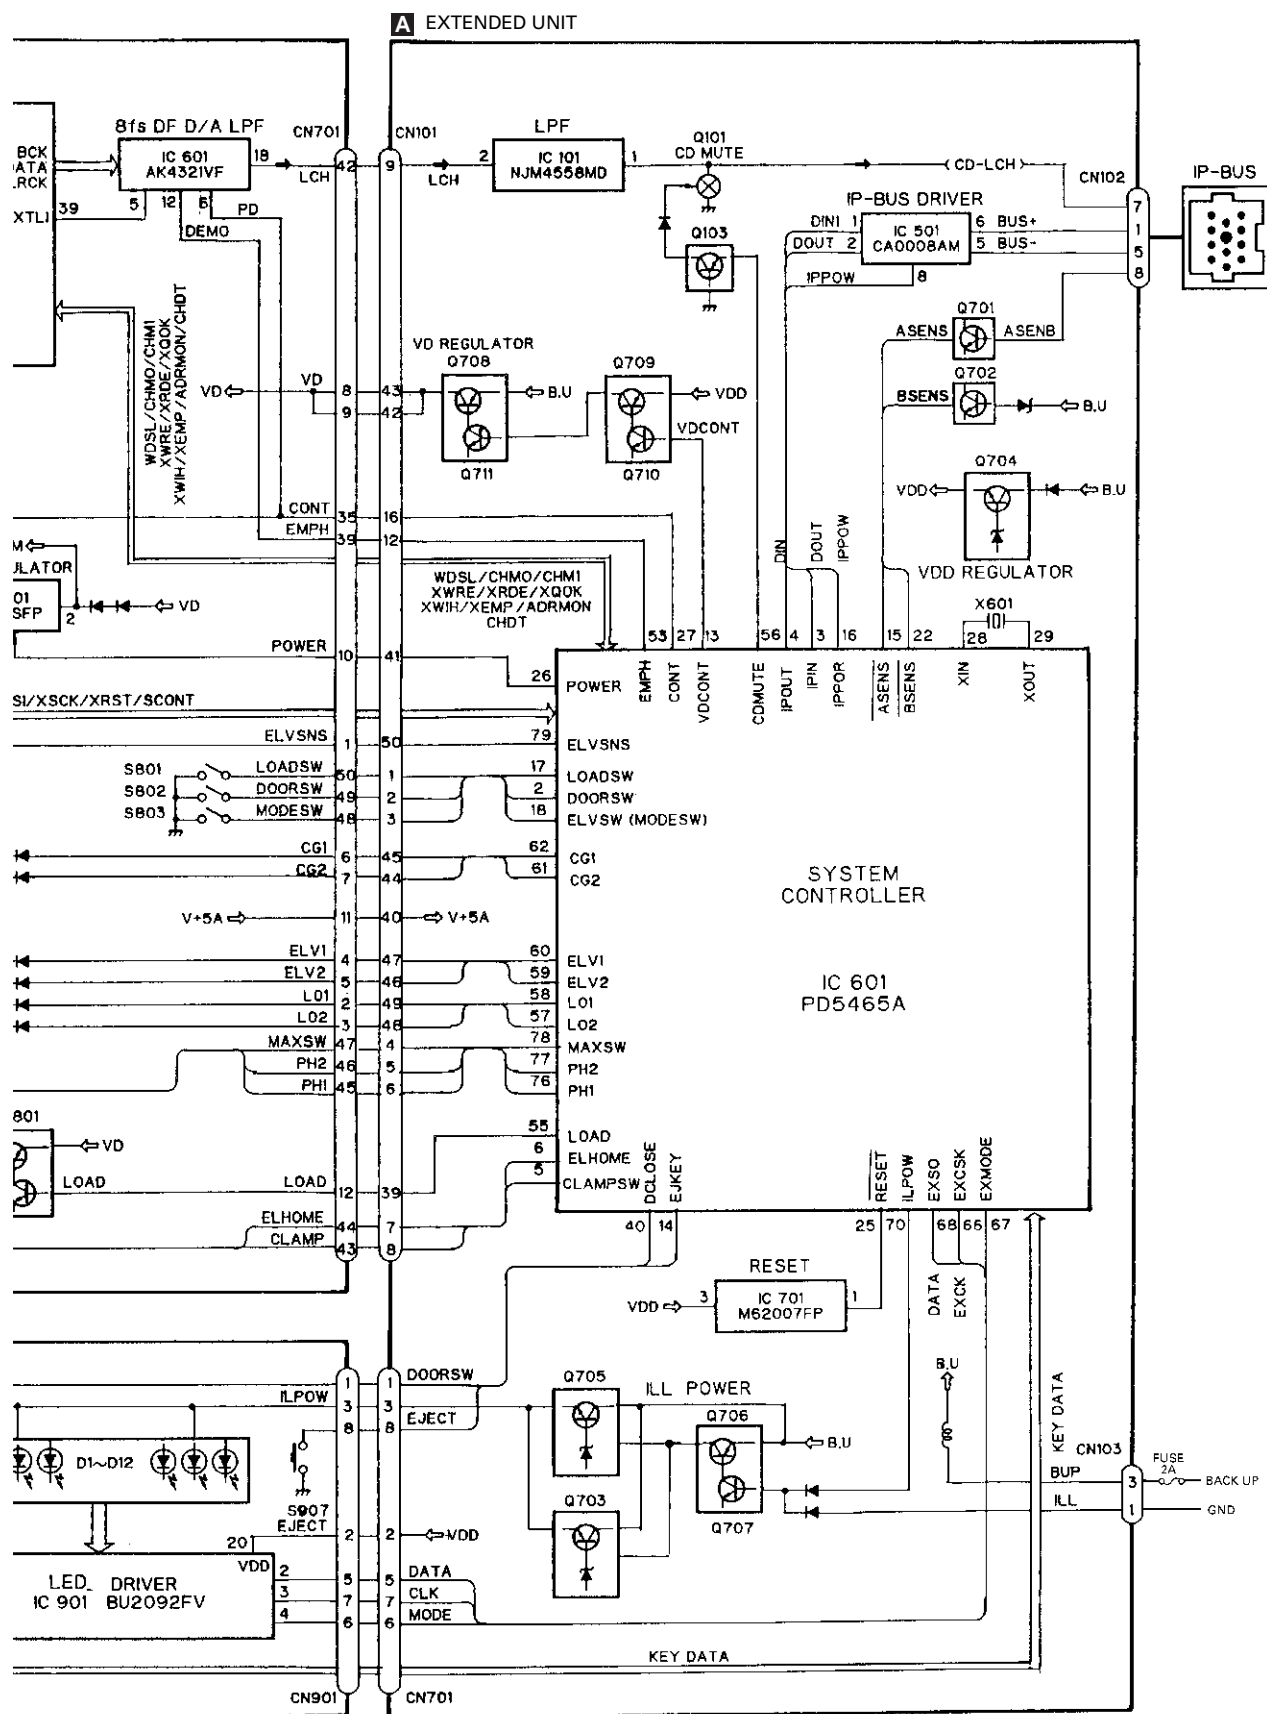 A EXTENDED UNIT
8fs DF D/A LPF
CN701
CN101
LPF
Q101
CD MUTE
IP-BUS
BCK
DATA
LRCK
IC 601
AK4321VF
18
42
LCH
9
LCH
2
IC 101
NJM4558MD
1
(CD-LCH)
CN102
7
1
5
8
XTLI
39
5
12
6
PD
DEMO
IP-BUS DRIVER
DIN1 1
DOUT 2
IC 501
CA0008AM
6 BUS+
5 BUS-
IPPOW
8
Q103
WDSL/CHM0/CHM1
XWRE/XRDE/XQOK
XWIH/XEMP/ADRMON/CHDT
Q701
ASENS
ASENB
Q702
BSENS
B.U
VD REGULATOR
Q708
Q709
VD
VD
8
43
9
42
B.U
VDD
VDCONT
Q711
Q710
Q704
VDD
B.U
VDD REGULATOR
CONT
35
16
EMPH
39
12
DIN
DOUT
IPPOW
M
ULATOR
01
SFP
2
VD
WDSL/CHM0/CHM1
XWRE/XRDE/XQOK
XWIH/XEMP/ADRMON
CHDT
X601
53 27 13 56 4 3 16 15 22 28 29
POWER
10
41
26
POWER
EMPH
CONT
VDCONT
CDMUTE
IPOUT
IPIN
IPPOR
ASENS
BSENS
XIN
XOUT
SI/XSCK/XRST/SCONT
ELVSNS 1 50 79 ELVSNS
S801 LOADSW 50 1 17 LOADSW
S802 DOORSW 49 2 2 DOORSW
S803 MODESW 48 3 18 ELVSW (MODESW)
CG1 6 45 62 CG1
CG2 7 44 61 CG2
SYSTEM
CONTROLLER
V+5A 11 40 V+5A
ELV1 4 47 60 ELV1
ELV2 5 46 59 ELV2
IC 601
PD5465A
LO1 2 49 58 LO1
LO2 3 48 57 LO2
MAXSW 47 4 78 MAXSW
PH2 46 5 77 PH2
PH1 45 6 76 PH1
801
VD
LOAD
LOAD 12 39
55 LOAD
6 ELHOME
5 CLAMPSW
DCLOSE
EJKEY
RESET
ILPOW
EXSO
EXCSK
EXMODE
ELHOME 44 7
CLAMP 43 8
40 14 25 70 68 66 67
RESET
VDD 3
IC 701
M62007FP
1
DATA
EXCK
B.U
KEY DATA
1 1 DOORSW
ILPOW 3 3
8 8 EJECT
Q705
ILL POWER
Q706
B.U
CN103
D1~D12
S907
EJECT
2 2 VDD
Q703
Q707
BUP 3
FUSE
2A
BACK UP
ILL 1
GND
20
VDD
LED DRIVER
IC 901 BU2092FV
2 5 5 DATA
3 7 7 CLK
4 6 6 MODE
KEY DATA
CN901
CN701